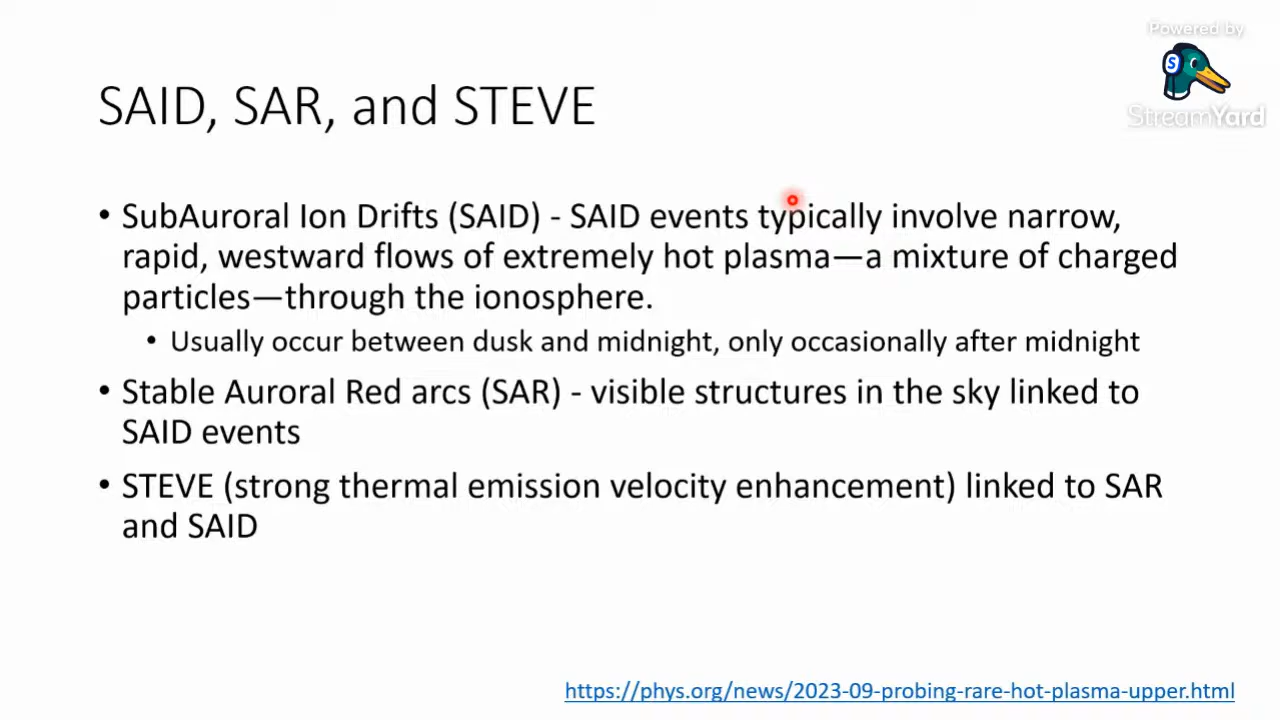 Powered by
StreamYard
SAID, SAR, and STEVE
• SubAuroral Ion Drifts (SAID) - SAID events typically involve narrow,
rapid, westward flows of extremely hot plasma—a mixture of charged
particles—through the ionosphere.
• Usually occur between dusk and midnight, only occasionally after midnight
• Stable Auroral Red arcs (SAR) - visible structures in the sky linked to
SAID events
• STEVE (strong thermal emission velocity enhancement) linked to SAR
and SAID
https://phys.org/news/2023-09-probing-rare-hot-plasma-upper.html